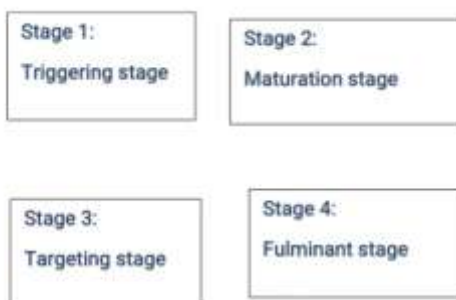 Stage 1:
Triggering stage
Stage 2:
Maturation stage
Stage 3:
Targeting stage
Stage 4:
Fulminant stage